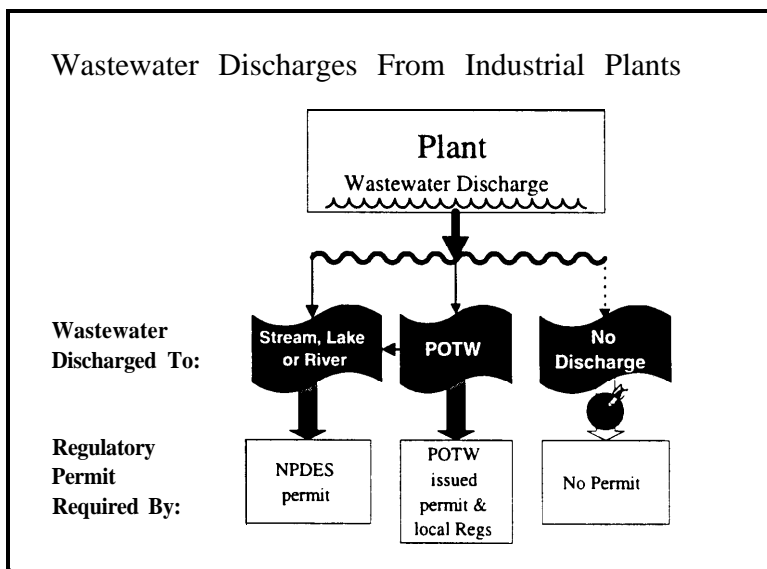 Wastewater Discharges From Industrial Plants
Plant
Wastewater Discharge
Wastewater
Discharged To:
Stream, Lake
or River
POTW
No
Discharge
Regulatory
Permit
Required By:
NPDES
permit
POTW
issued
permit &
local Regs
No Permit